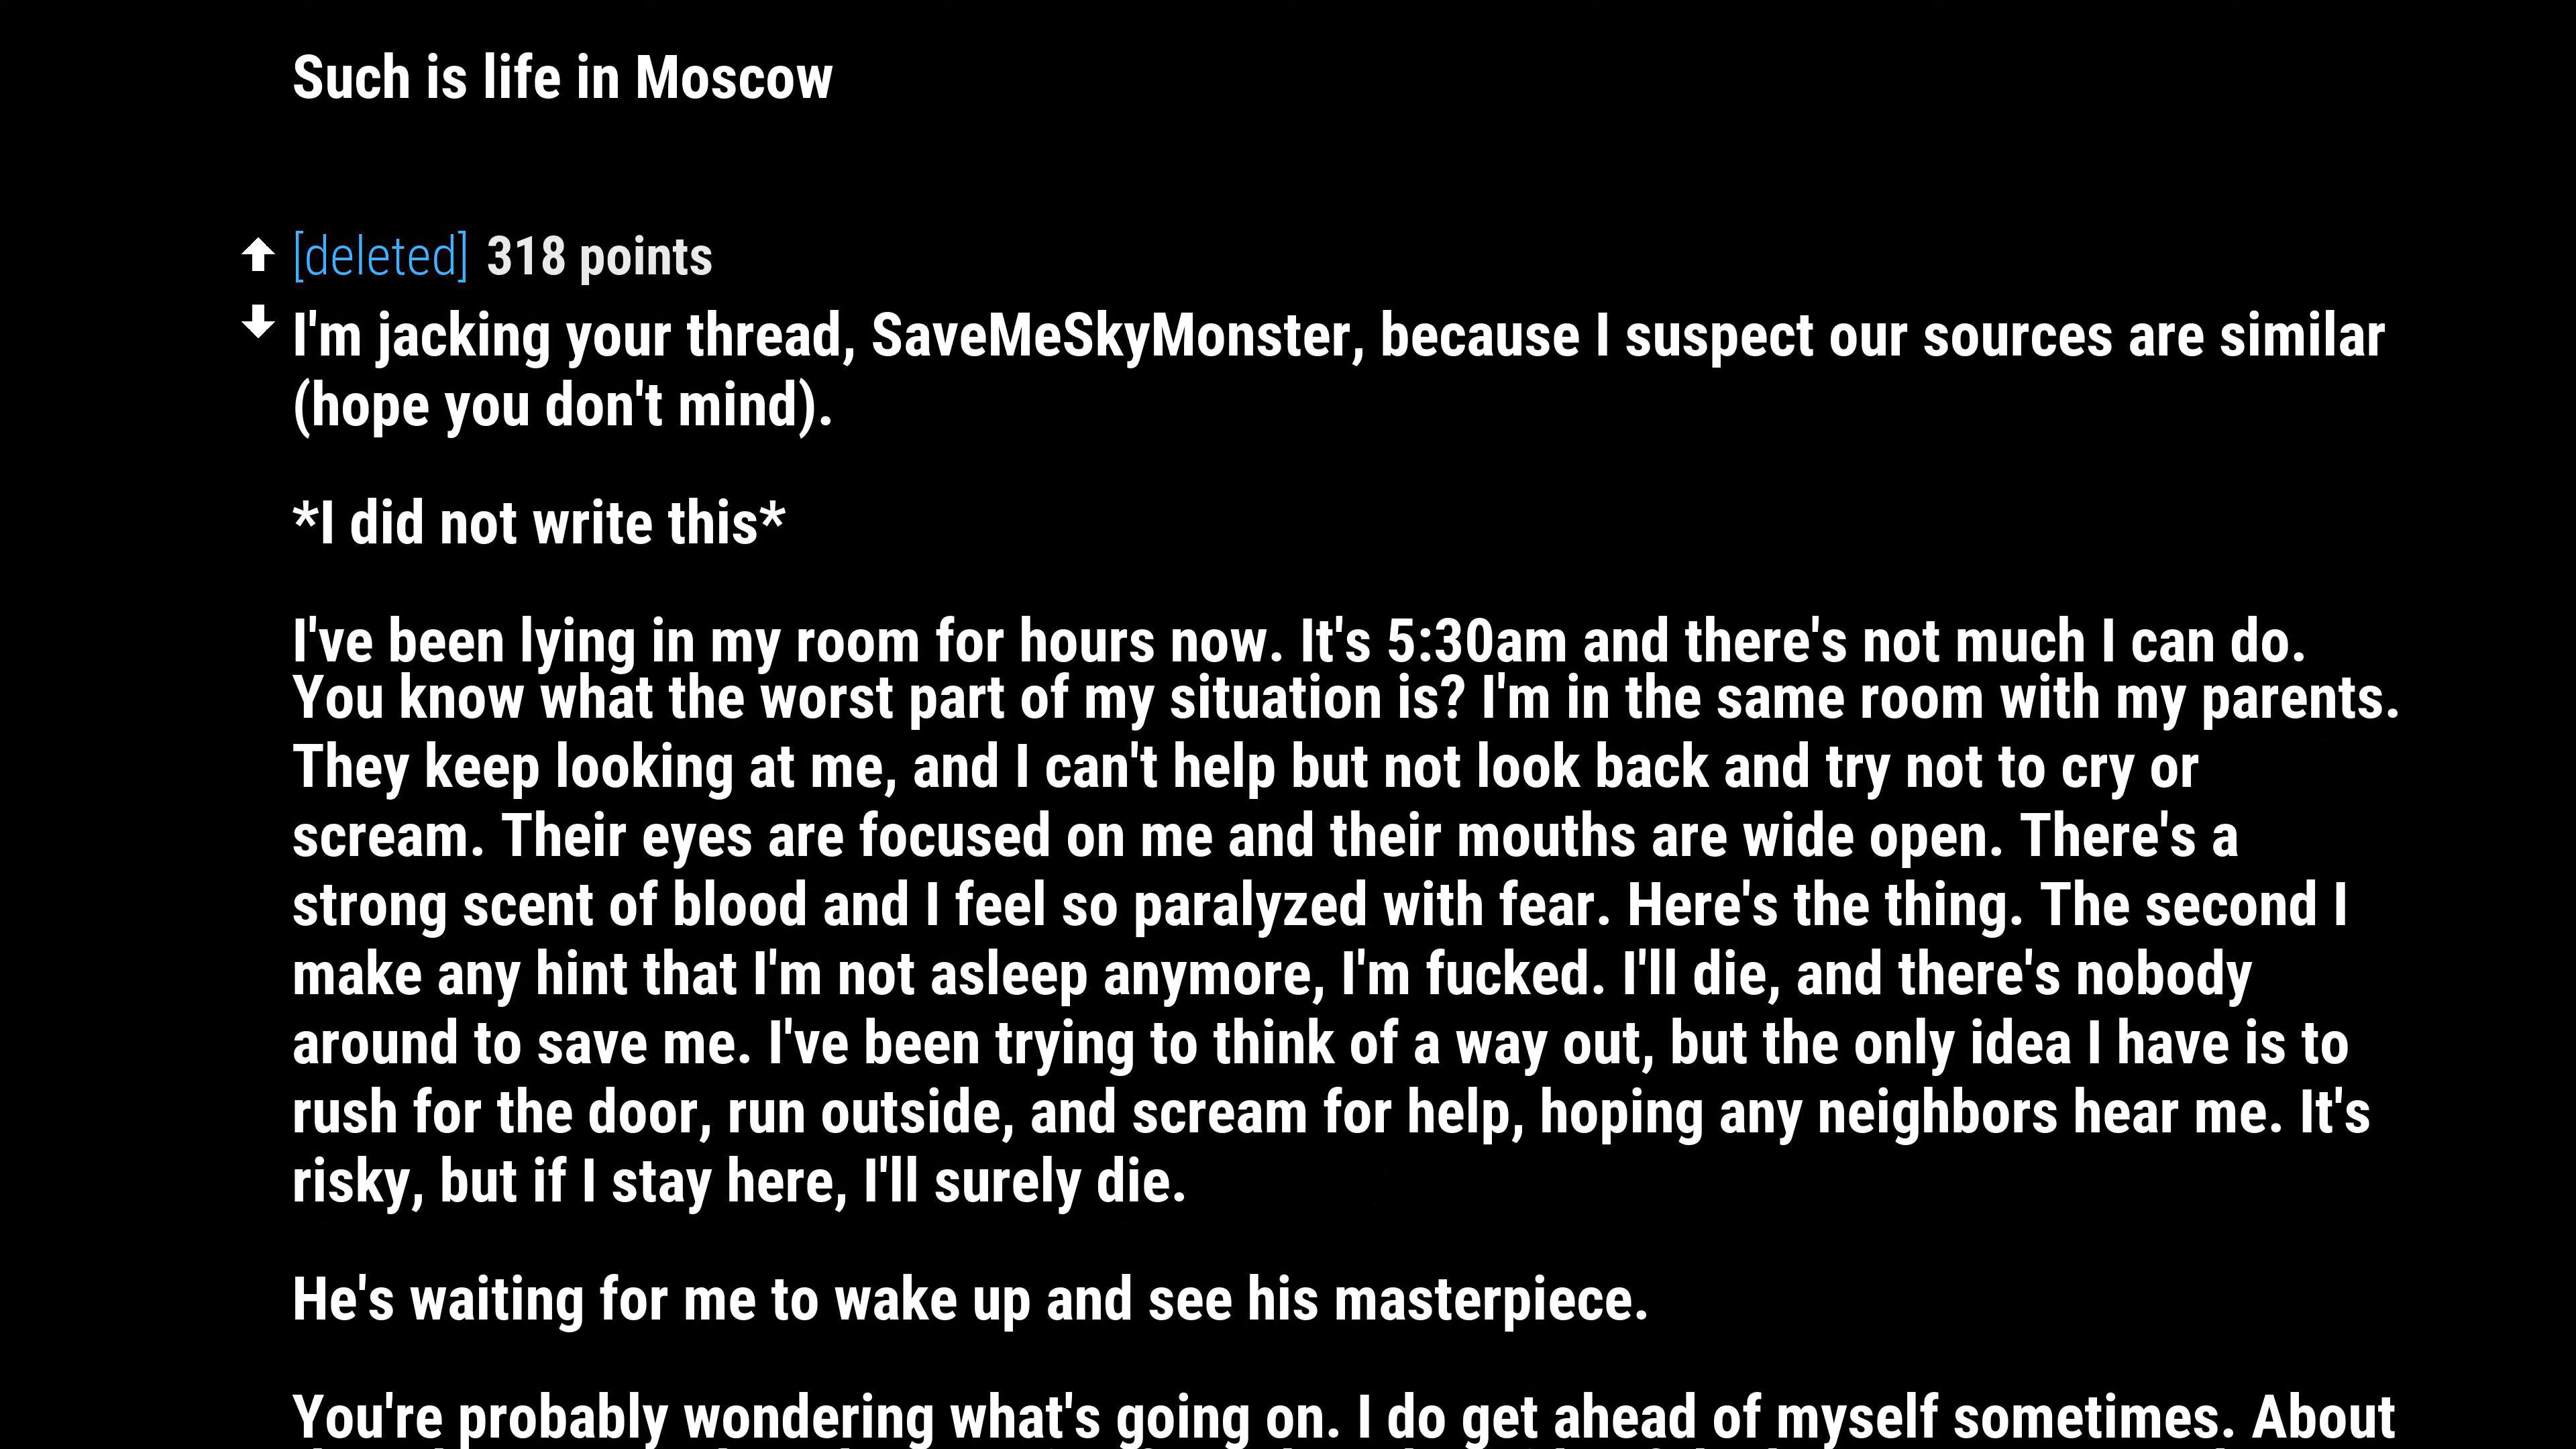 Such is life in Moscow
[deleted] 318 points
I'm jacking your thread, SaveMeSkyMonster, because I suspect our sources are similar
(hope you don't mind).
*I did not write this*
I've been lying in my room for hours now. It's 5:30am and there's not much I can do.
You know what the worst part of my situation is? I'm in the same room with my parents.
They keep looking at me, and I can't help but not look back and try not to cry or
scream. Their eyes are focused on me and their mouths are wide open. There's a
strong scent of blood and I feel so paralyzed with fear. Here's the thing. The second I
make any hint that I'm not asleep anymore, I'm fucked. I'll die, and there's nobody
around to save me. I've been trying to think of a way out, but the only idea I have is to
rush for the door, run outside, and scream for help, hoping any neighbors hear me. It's
risky, but if I stay here, I'll surely die.
He's waiting for me to wake up and see his masterpiece.
You're probably wondering what's going on. I do get ahead of myself sometimes. About